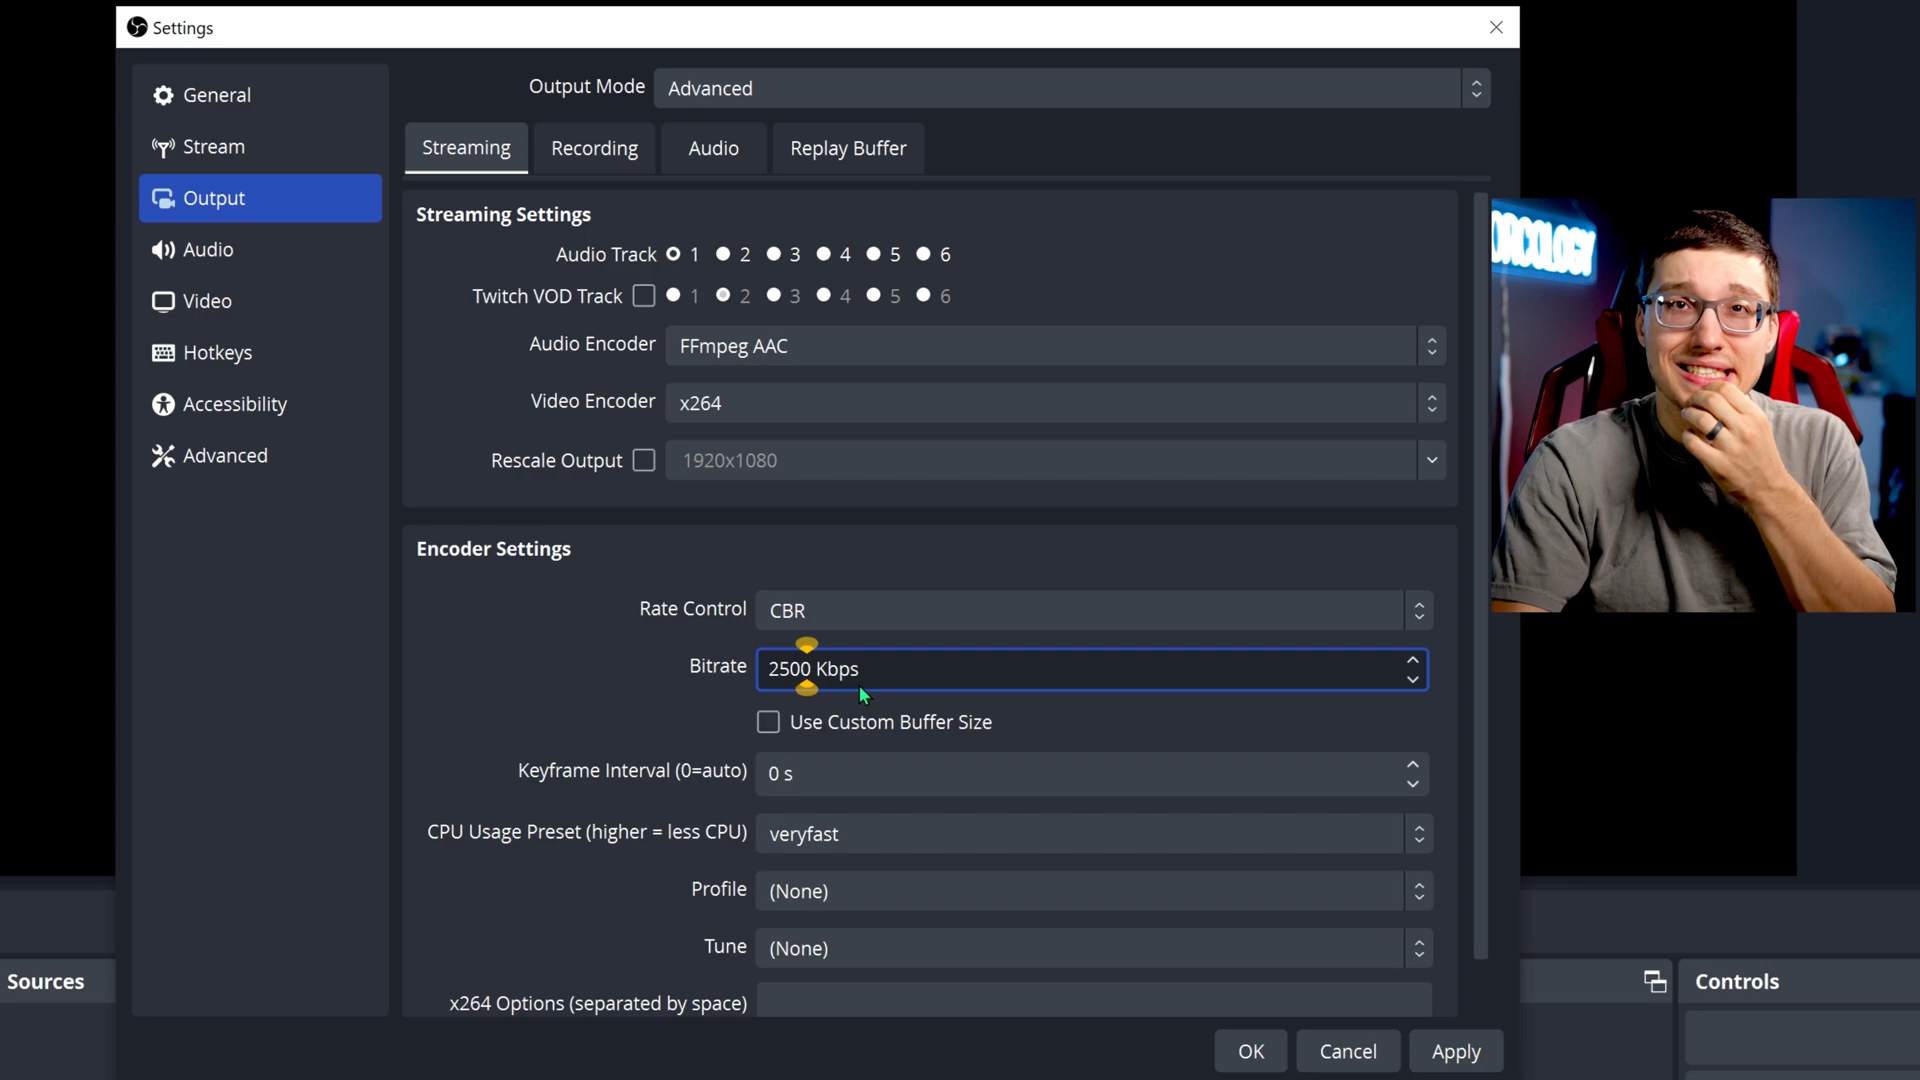 Settings
General
Stream
Output
Audio
Video
Hotkeys
Accessibility
Advanced
Output Mode Advanced
Streaming Recording Audio Replay Buffer
Streaming Settings
Audio Track 1 2 3 4 5 6
Twitch VOD Track 1 2 3 4 5 6
Audio Encoder FFmpeg AAC
Video Encoder x264
Rescale Output 1920x1080
Encoder Settings
Rate Control CBR
Bitrate 2500 Kbps
Use Custom Buffer Size
Keyframe Interval (0=auto) 0 s
CPU Usage Preset (higher = less CPU) veryfast
Profile (None)
Tune (None)
x264 Options (separated by space)
OK Cancel Apply
Sources
Controls